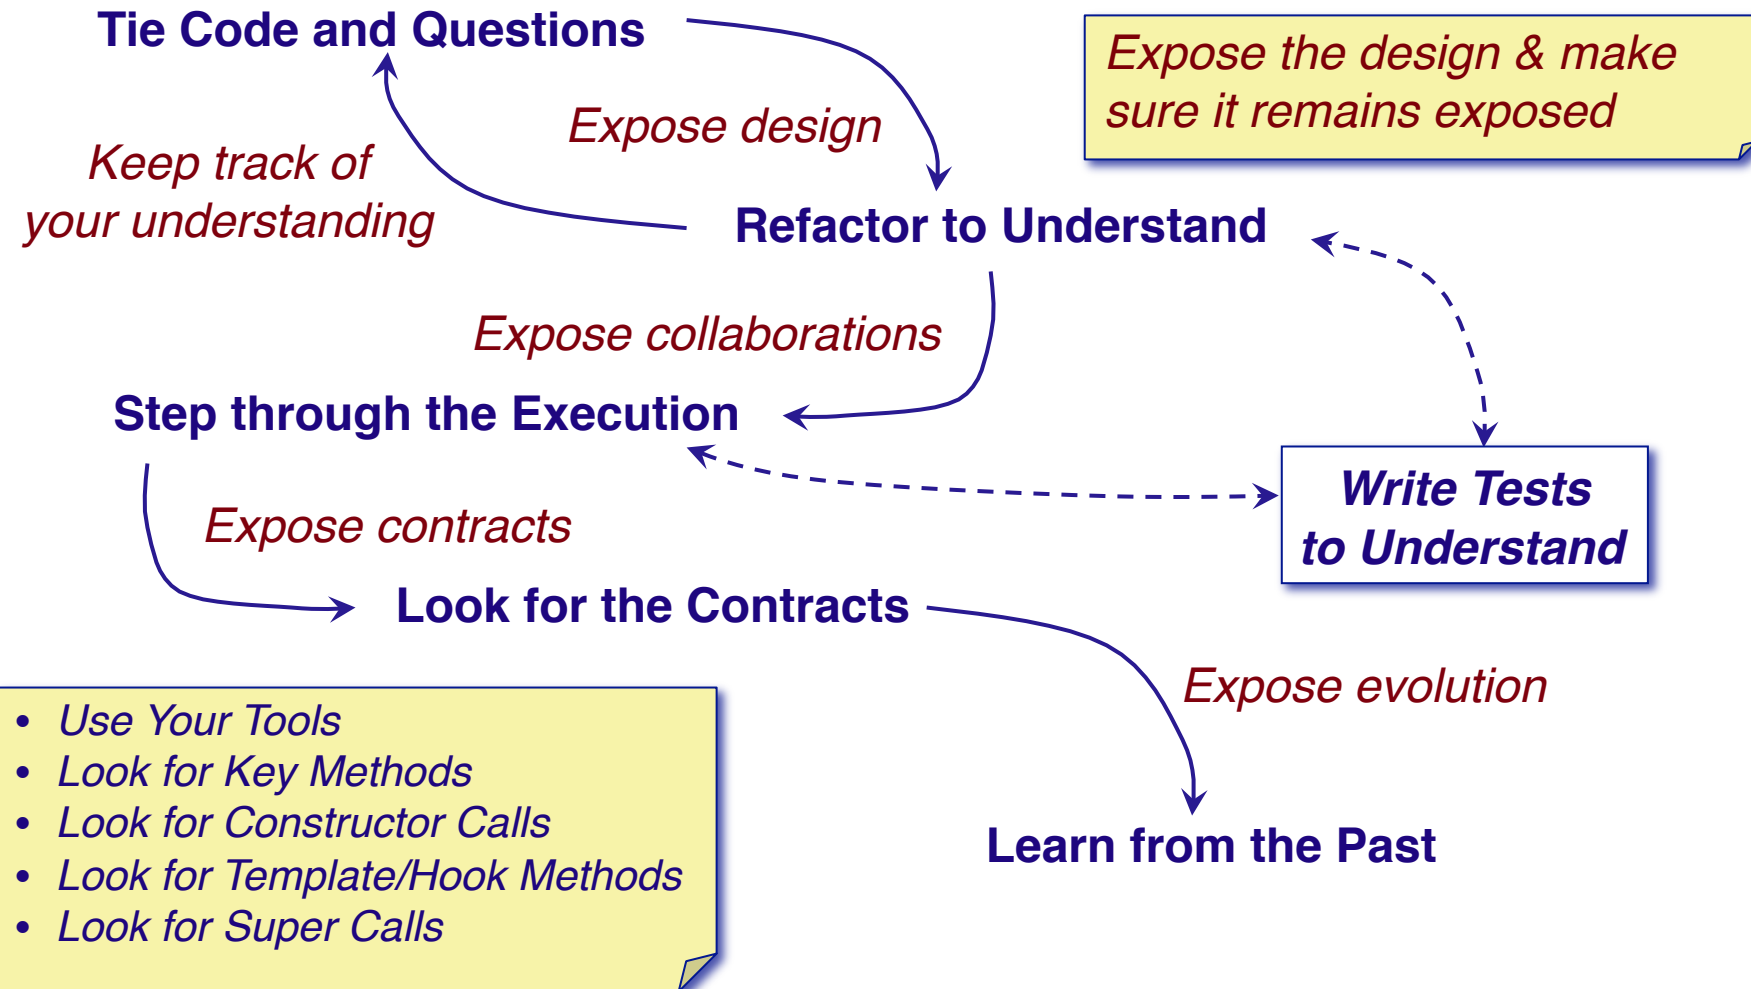 Tie Code and Questions
Expose the design & make
sure it remains exposed
Expose design
Keep track of
your understanding
Refactor to Understand
Expose collaborations
Step through the Execution
Write Tests
to Understand
Expose contracts
Look for the Contracts
Expose evolution
• Use Your Tools
• Look for Key Methods
• Look for Constructor Calls
• Look for Template/Hook Methods
• Look for Super Calls
Learn from the Past